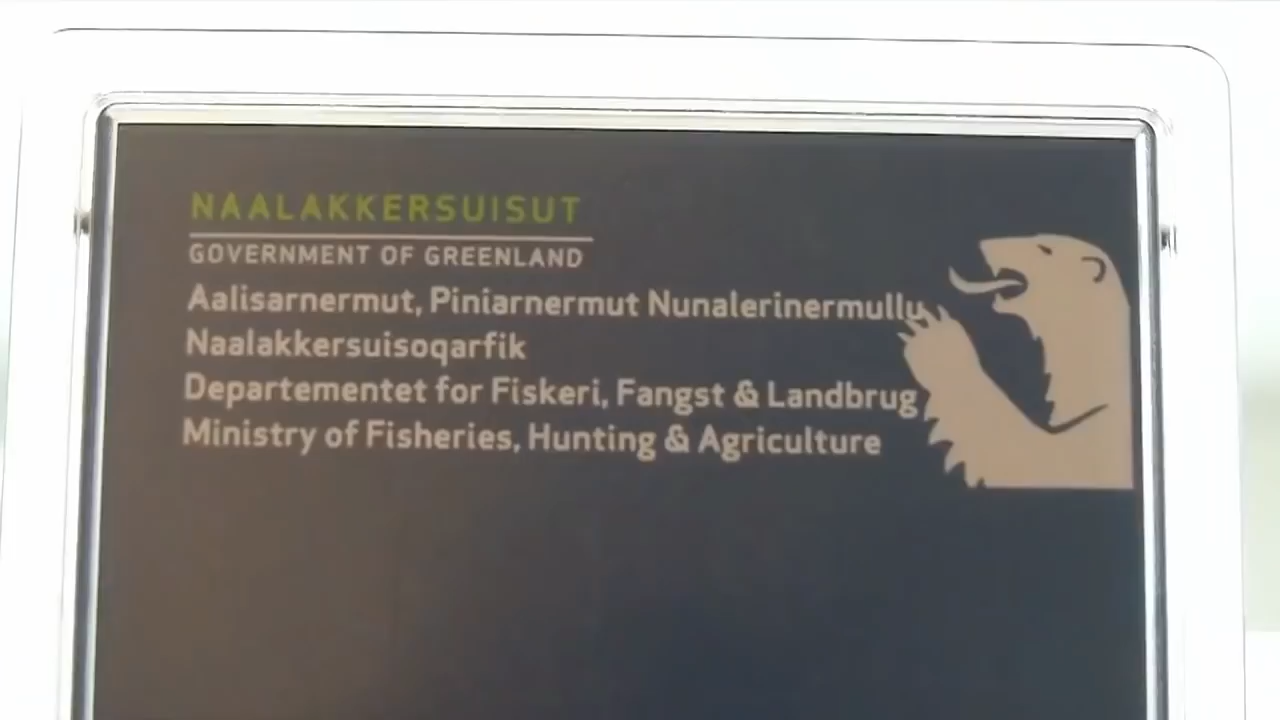 NAALAKKERSUISUT
GOVERNMENT OF GREENLAND
Aalisarnermut, Piniarnermut Nunalerinermullu
Naalakkersuisoqarfik
Departementet for Fiskeri, Fangst & Landbrug
Ministry of Fisheries, Hunting & Agriculture